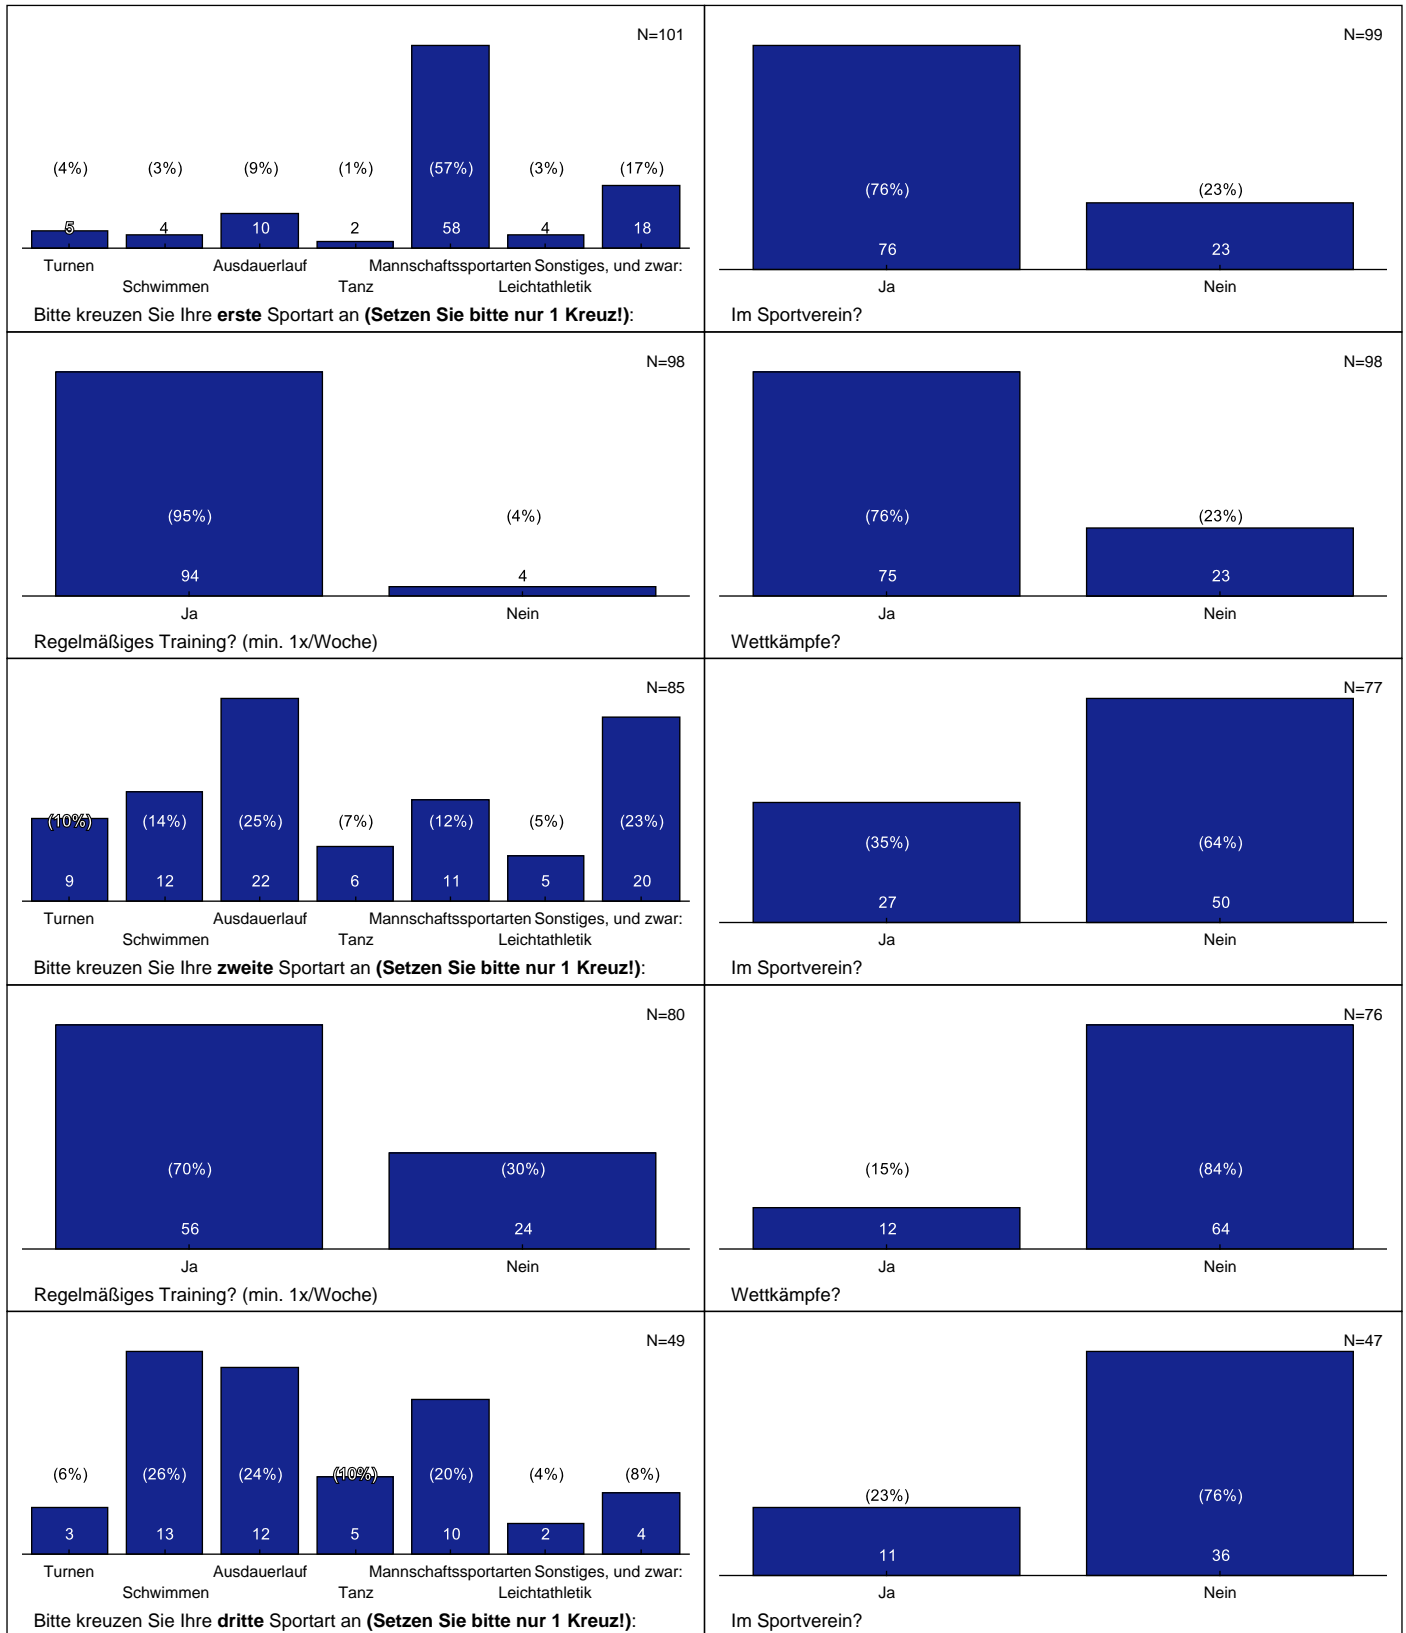 N=101
(4%) (3%) (9%) (1%) (57%) (3%) (17%)
5 4 10 2 58 4 18
Turnen Ausdauerlauf Mannschaftssportarten Sonstiges, und zwar:
Schwimmen Tanz Leichtathletik
Bitte kreuzen Sie Ihre erste Sportart an (Setzen Sie bitte nur 1 Kreuz!):
N=99
(76%) (23%)
76 23
Ja Nein
Im Sportverein?
N=98
(95%) (4%)
94 4
Ja Nein
Regelmäßiges Training? (min. 1x/Woche)
N=98
(76%) (23%)
75 23
Ja Nein
Wettkämpfe?
N=85
(10%) (14%) (25%) (7%) (12%) (5%) (23%)
9 12 22 6 11 5 20
Turnen Ausdauerlauf Mannschaftssportarten Sonstiges, und zwar:
Schwimmen Tanz Leichtathletik
Bitte kreuzen Sie Ihre zweite Sportart an (Setzen Sie bitte nur 1 Kreuz!):
N=77
(35%) (64%)
27 50
Ja Nein
Im Sportverein?
N=80
(70%) (30%)
56 24
Ja Nein
Regelmäßiges Training? (min. 1x/Woche)
N=76
(15%) (84%)
12 64
Ja Nein
Wettkämpfe?
N=49
(6%) (26%) (24%) (10%) (20%) (4%) (8%)
3 13 12 5 10 2 4
Turnen Ausdauerlauf Mannschaftssportarten Sonstiges, und zwar:
Schwimmen Tanz Leichtathletik
Bitte kreuzen Sie Ihre dritte Sportart an (Setzen Sie bitte nur 1 Kreuz!):
N=47
(23%) (76%)
11 36
Ja Nein
Im Sportverein?